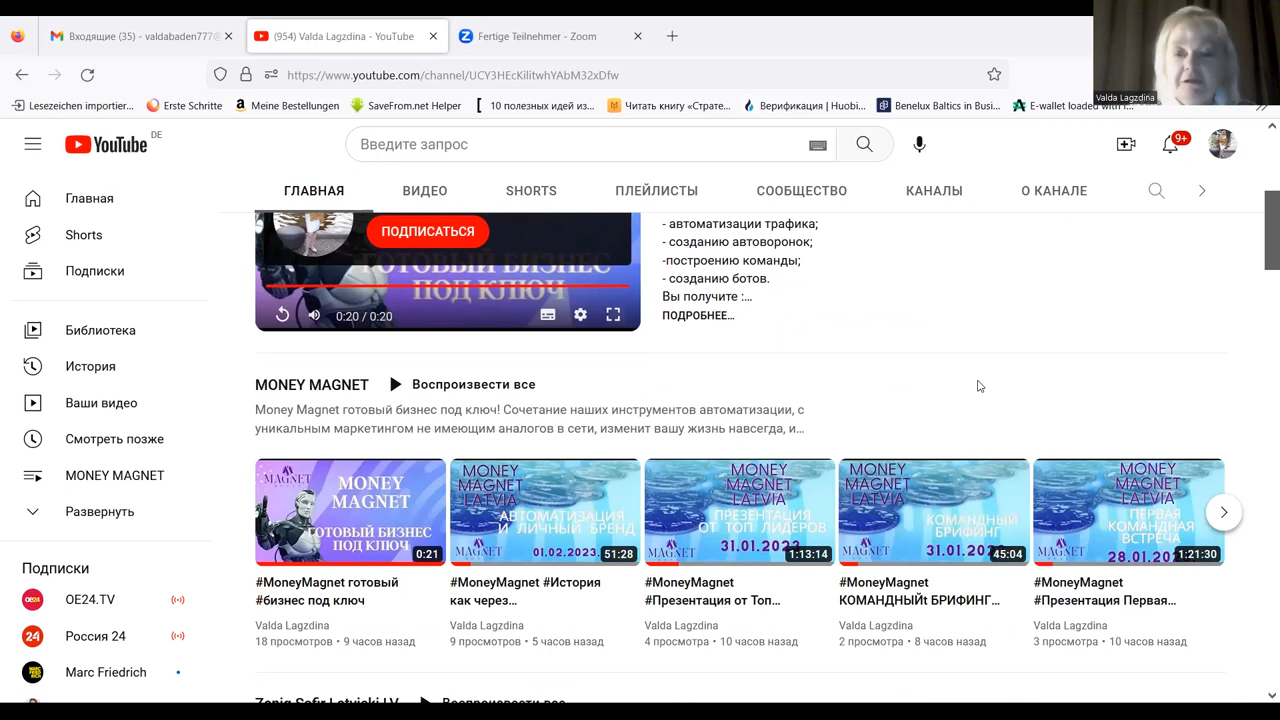 Входящие (35) - valdabaden777@
(954) Valda Lagzdina - YouTube
Fertige Teilnehmer - Zoom
https://www.youtube.com/channel/UCY3HEcKilitwhYAbM32xDfw
Lesezeichen importier...
Erste Schritte
Meine Bestellungen
SaveFrom.net Helper
10 полезных идей из...
Читать книгу «Страте...
Верификация | Huobi...
Benelux Baltics in Busi...
E-wallet loaded with
Valda Lagzdina
YouTube
DE
Введите запрос
9+
ГЛАВНАЯ
ВИДЕО
SHORTS
ПЛЕЙЛИСТЫ
СООБЩЕСТВО
КАНАЛЫ
О КАНАЛЕ
Главная
Shorts
Подписки
Библиотека
История
Ваши видео
Смотреть позже
MONEY MAGNET
Развернуть
Подписки
OE24.TV
Россия 24
Marc Friedrich
ПОДПИСАТЬСЯ
ГОТОВЫЙ БИЗНЕС
ПОД КЛЮЧ
0:20 / 0:20
- автоматизации трафика;
- созданию автоворонок;
-построению команды;
- созданию ботов.
Вы получите :...
ПОДРОБНЕЕ...
MONEY MAGNET
Воспроизвести все
Money Magnet готовый бизнес под ключ! Сочетание наших инструментов автоматизации, с
уникальным маркетингом не имеющим аналогов в сети, изменит вашу жизнь навсегда, и...
MAGNET
MONEY
MAGNET
ГОТОВЫЙ БИЗНЕС
ПОД КЛЮЧ
0:21
#MoneyMagnet готовый
#бизнес под ключ
Valda Lagzdina
18 просмотров • 9 часов назад
MONEY
MAGNET
LATVIA
АВТОМАТИЗАЦИЯ
И ЛИЧНЫЙ БРЕНД
MAGNET
01.02.2023.
51:28
#MoneyMagnet #История
как через...
Valda Lagzdina
9 просмотров • 5 часов назад
MONEY
MAGNET
LATVIA
ПРЕЗЕНТАЦИЯ
ОТ ТОП ЛИДЕРОВ
MAGNET
31.01.202
1:13:14
#MoneyMagnet
#Презентация от Топ...
Valda Lagzdina
4 просмотра • 10 часов назад
MONEY
MAGNET
LATVIA
КОМАНДНЫЙ
БРИФИНГ
MAGNET
31.01.20
45:04
#MoneyMagnet
КОМАНДНЫЙt БРИФИНГ...
Valda Lagzdina
2 просмотра • 8 часов назад
MONEY
MAGNET
LATVIA
ПЕРВАЯ
КОМАНДНАЯ
ВСТРЕЧА
MAGNET
28.01.20
1:21:30
#MoneyMagnet
#Презентация Первая...
Valda Lagzdina
3 просмотра • 10 часов назад
Воспроизвести все